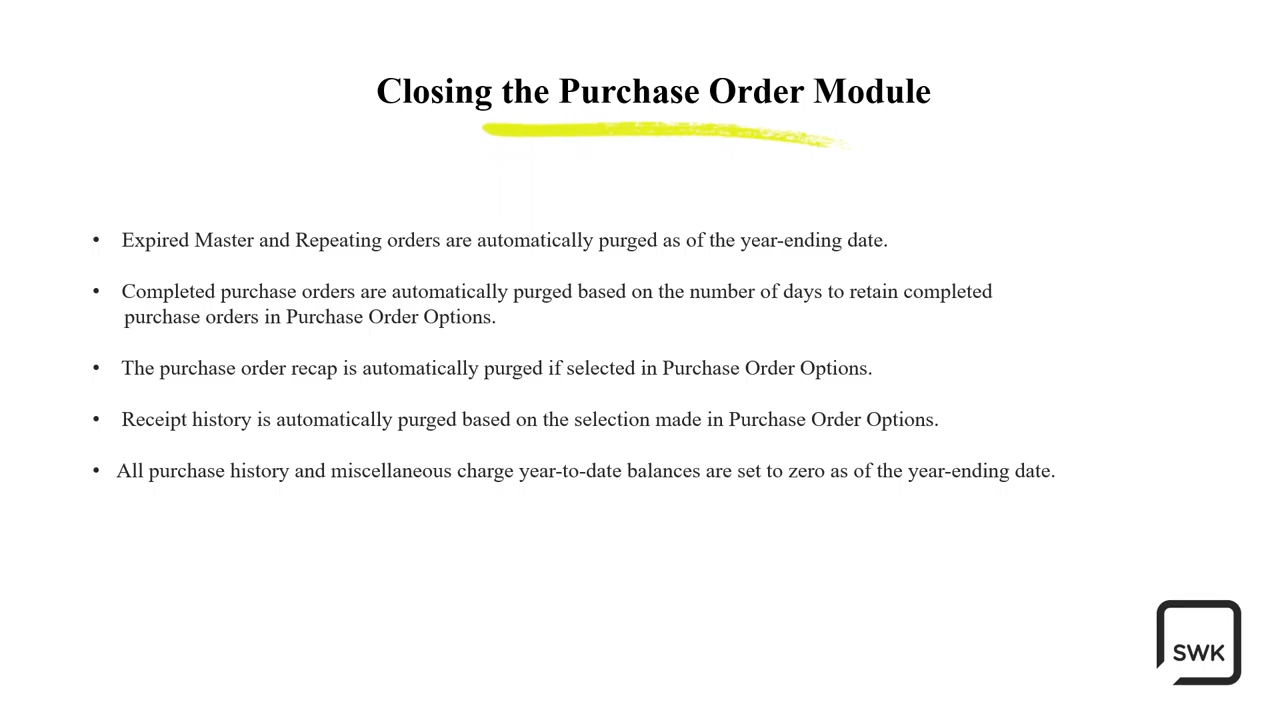 Closing the Purchase Order Module
• Expired Master and Repeating orders are automatically purged as of the year-ending date.
• Completed purchase orders are automatically purged based on the number of days to retain completed
purchase orders in Purchase Order Options.
• The purchase order recap is automatically purged if selected in Purchase Order Options.
• Receipt history is automatically purged based on the selection made in Purchase Order Options.
• All purchase history and miscellaneous charge year-to-date balances are set to zero as of the year-ending date.
SWK